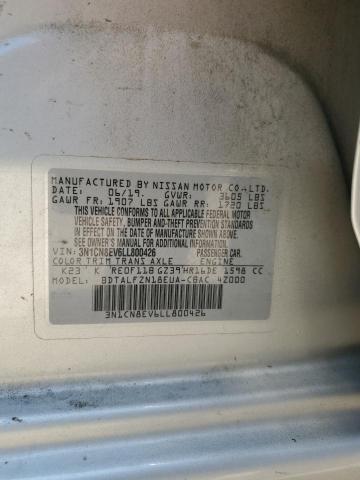 MANUFACTURED BY NISSAN MOTOR CO.,LTD.
DATE: 06/19. GVWR: 3605 LBS
GAWR FR: 1907 LBS GAWR RR: 1720 LBS
THIS VEHICLE CONFORMS TO ALL APPLICABLE FEDERAL MOTOR
VEHICLE SAFETY, BUMPER AND THEFT PREVENTION STANDARDS
IN EFFECT ON THE DATE OF MANUFACTURE SHOWN ABOVE.
SEE OWNER'S MANUAL FOR ADDITIONAL INFORMATION.
VIN: 3N1CN8EV6LL800426 PASSENGER CAR.
COLOR TRIM TRANS AXLE ENGINE
K23 K RE0F11B GZ39 HR16DE 1598 CC
MODEL: BDTALFZN18EUA-CBAC 4Z000
3N1CN8EV6LL800426